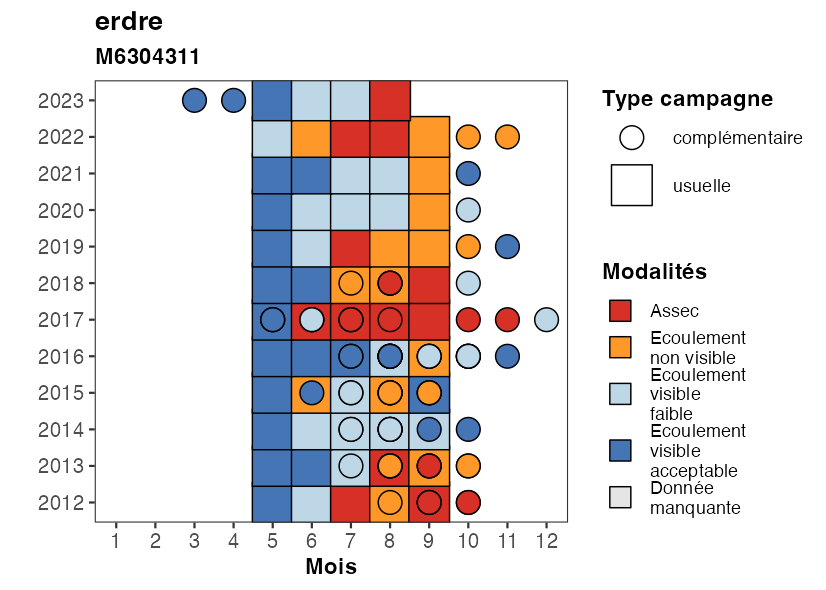 erdre
M6304311
2023
2022
2021
2020
2019
2018
2017
2016
2015
2014
2013
2012
1 2 3 4 5 6 7 8 9 10 11 12
Mois
Type campagne
complémentaire
usuelle
Modalités
Assec
Ecoulement
non visible
Ecoulement
visible
faible
Ecoulement
visible
acceptable
Donnée
manquante